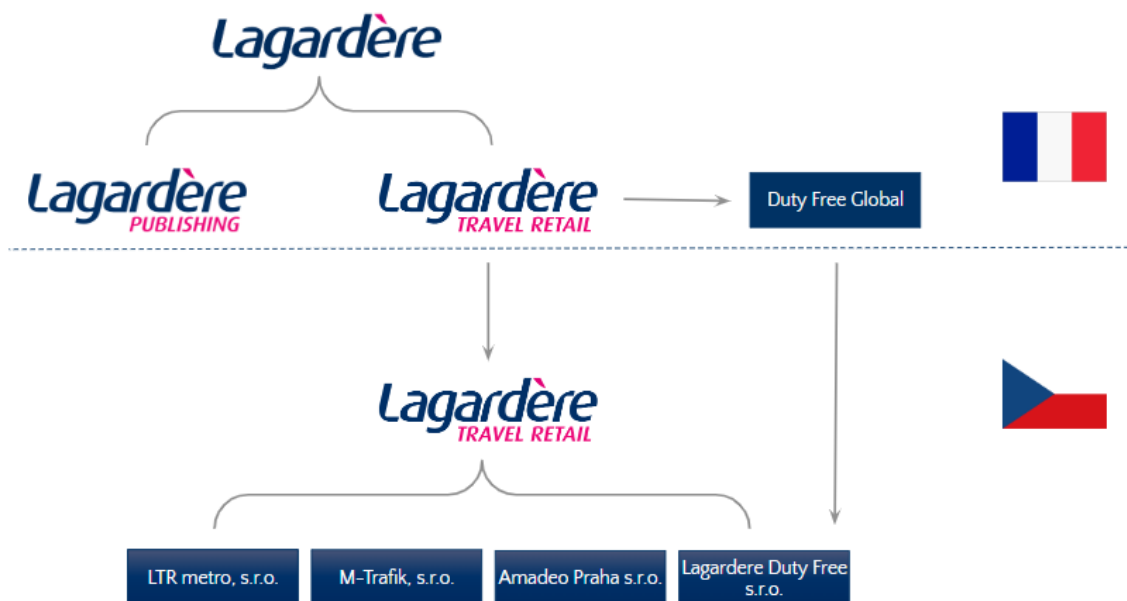 Lagardère
Lagardère
PUBLISHING
Lagardère
TRAVEL RETAIL
Duty Free Global
Lagardère
TRAVEL RETAIL
LTR metro, s.r.o.
M-Trafik, s.r.o.
Amadeo Praha s.r.o.
Lagardere Duty Free
s.r.o.